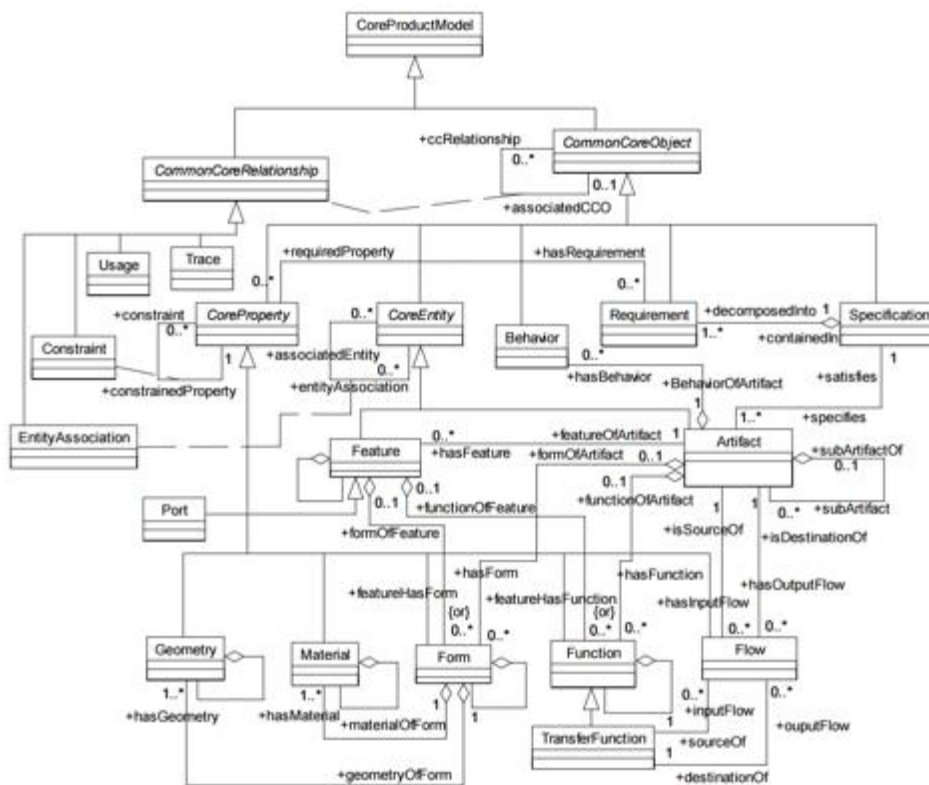 CoreProductModel
+ccRelationship
CommonCoreObject
0..*
CommonCoreRelationship
0..1
+associatedCCO
+requiredProperty
+hasRequirement
Usage
Trace
0..*
0..*
+constraint
CoreProperty
0..*
CoreEntity
0..*
Requirement
+decomposedInto
1
Specification
Behavior
1..*
+containedIn
Constraint
1
+associatedEntity
0..*
0..*
1
+constrainedProperty
+entityAssociation
+hasBehavior
+BehaviorOfArtifact
+satisfies
1
1..*
+specifies
EntityAssociation
0..*
+featureOfArtifact
1
Artifact
Feature
+hasFeature
0..1
+formOfArtifact
+subArtifactOf
0..1
0..1
0..1
0..1
+functionOfArtifact
Port
+functionOfFeature
1
1
0..*
+subArtifact
+formOfFeature
+isSourceOf
+isDestinationOf
+hasForm
+hasFunction
+hasOutputFlow
+featureHasForm
+featureHasFunction
+hasInputFlow
{or}
{or}
0..*
0..*
0..*
0..*
0..*
0..*
Geometry
Material
Form
Function
Flow
1..*
1..*
1
1
0..*
0..*
+hasGeometry
+hasMaterial
+materialOfForm
1
+inputFlow
+ouputFlow
TransferFunction
+sourceOf
1
+geometryOfForm
+destinationOf